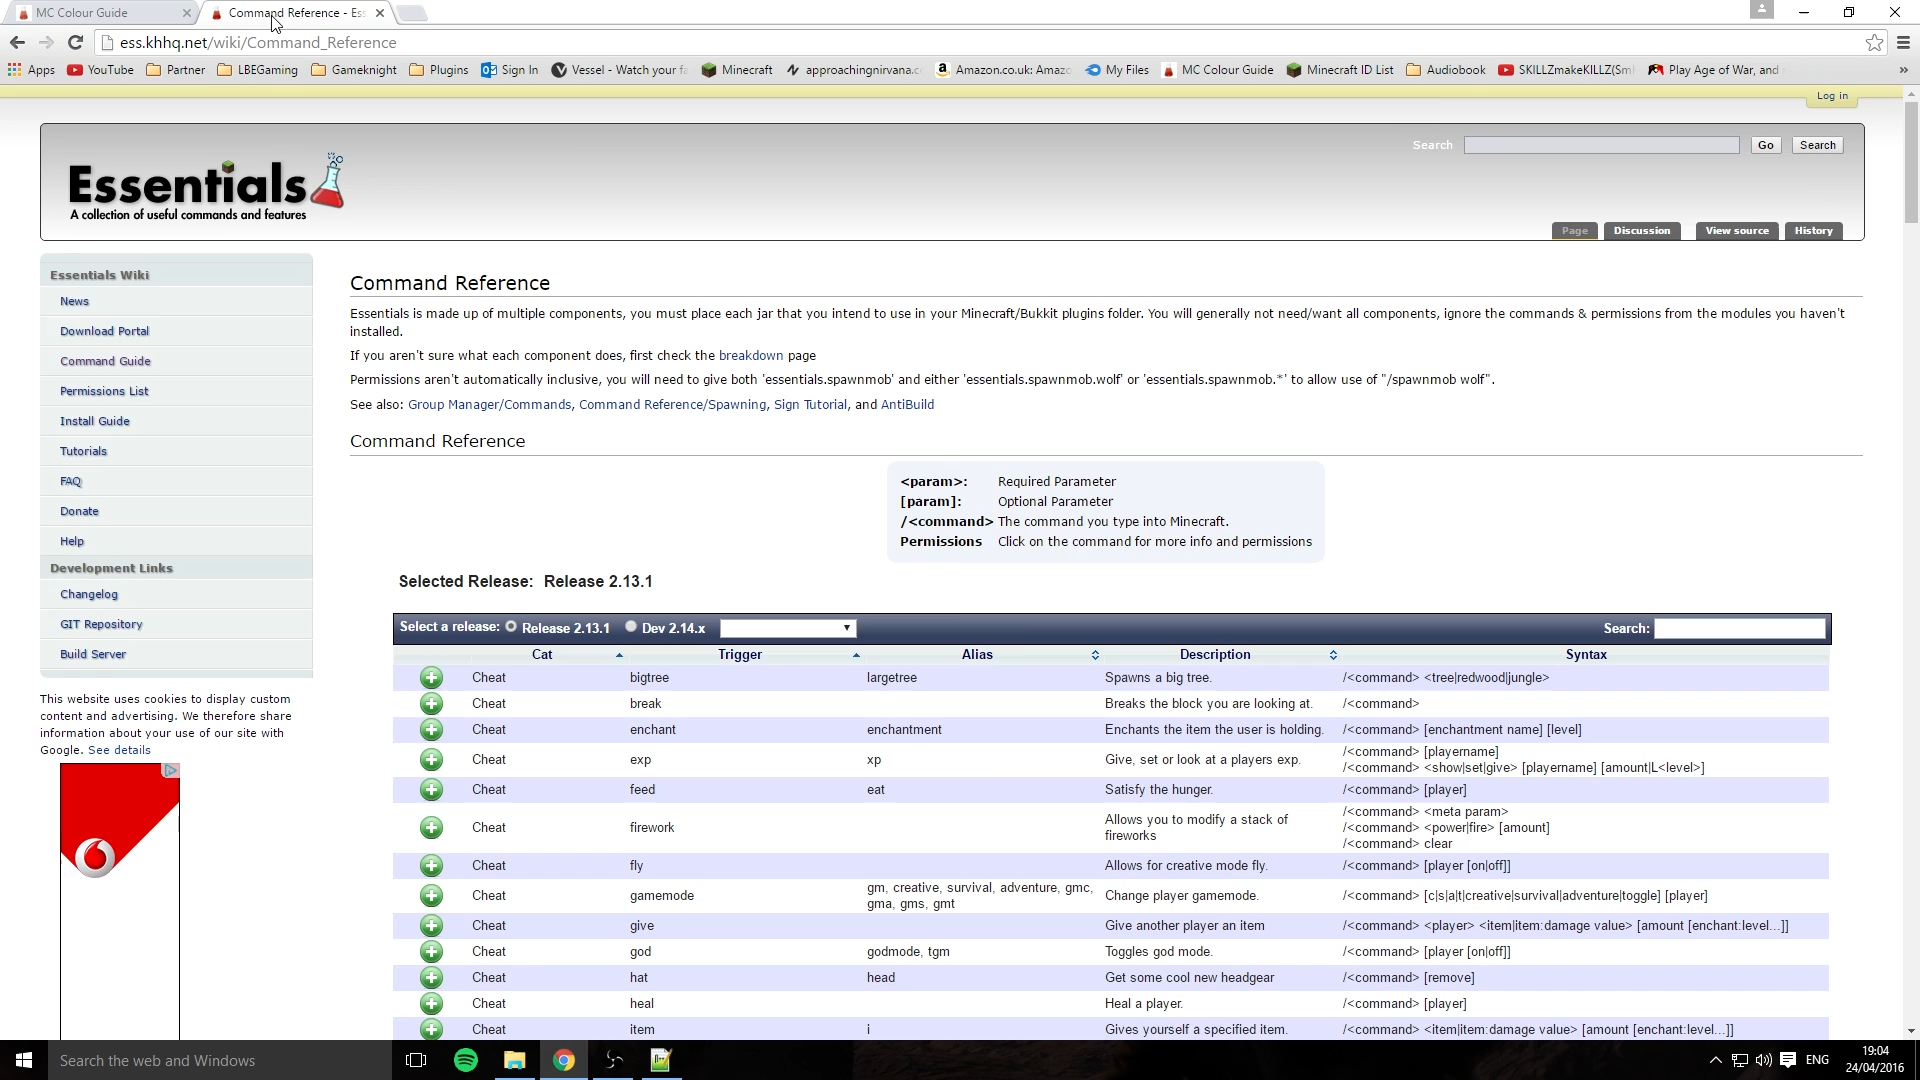 MC Colour Guide
Command Reference - Ess
ess.khhq.net/wiki/Command_Reference
Apps YouTube Partner LBEGaming Gameknight Plugins Sign In Vessel - Watch your fa Minecraft approachingnirvana.c Amazon.co.uk: Amazo My Files MC Colour Guide Minecraft ID List Audiobook SKILLZmakeKILLZ(Sm Play Age of War, and »
Log in
Search Go Search
Essentials
A collection of useful commands and features
Page Discussion View source History
Essentials Wiki
News
Download Portal
Command Guide
Permissions List
Install Guide
Tutorials
FAQ
Donate
Help
Development Links
Changelog
GIT Repository
Build Server
This website uses cookies to display custom
content and advertising. We therefore share
information about your use of our site with
Google. See details
Command Reference
Essentials is made up of multiple components, you must place each jar that you intend to use in your Minecraft/Bukkit plugins folder. You will generally not need/want all components, ignore the commands & permissions from the modules you haven't
installed.
If you aren't sure what each component does, first check the breakdown page
Permissions aren't automatically inclusive, you will need to give both 'essentials.spawnmob' and either 'essentials.spawnmob.wolf' or 'essentials.spawnmob.*' to allow use of "/spawnmob wolf".
See also: Group Manager/Commands, Command Reference/Spawning, Sign Tutorial, and AntiBuild
Command Reference
<param>: Required Parameter
[param]: Optional Parameter
/<command> The command you type into Minecraft.
Permissions Click on the command for more info and permissions
Selected Release: Release 2.13.1
Select a release: Release 2.13.1 Dev 2.14.x Search:
Cat Trigger Alias Description Syntax
Cheat bigtree largetree Spawns a big tree. /<command> <tree|redwood|jungle>
Cheat break Breaks the block you are looking at. /<command>
Cheat enchant enchantment Enchants the item the user is holding. /<command> [enchantment name] [level]
Cheat exp xp Give, set or look at a players exp. /<command> [playername]
/<command> <show|set|give> [playername] [amount|L<level>]
Cheat feed eat Satisfy the hunger. /<command> [player]
Cheat firework Allows you to modify a stack of
fireworks
/<command> <meta param>
/<command> <power|fire> [amount]
/<command> clear
Cheat fly Allows for creative mode fly. /<command> [player [on|off]]
Cheat gamemode gm, creative, survival, adventure, gmc,
gma, gms, gmt
Change player gamemode. /<command> [c|s|a|t|creative|survival|adventure|toggle] [player]
Cheat give Give another player an item /<command> <player> <item|item:damage value> [amount [enchant:level...]]
Cheat god godmode, tgm Toggles god mode. /<command> [player [on|off]]
Cheat hat head Get some cool new headgear /<command> [remove]
Cheat heal Heal a player. /<command> [player]
Cheat item i Gives yourself a specified item. /<command> <item|item:damage value> [amount [enchant:level...]]
Search the web and Windows
ENG
19:04
24/04/2016